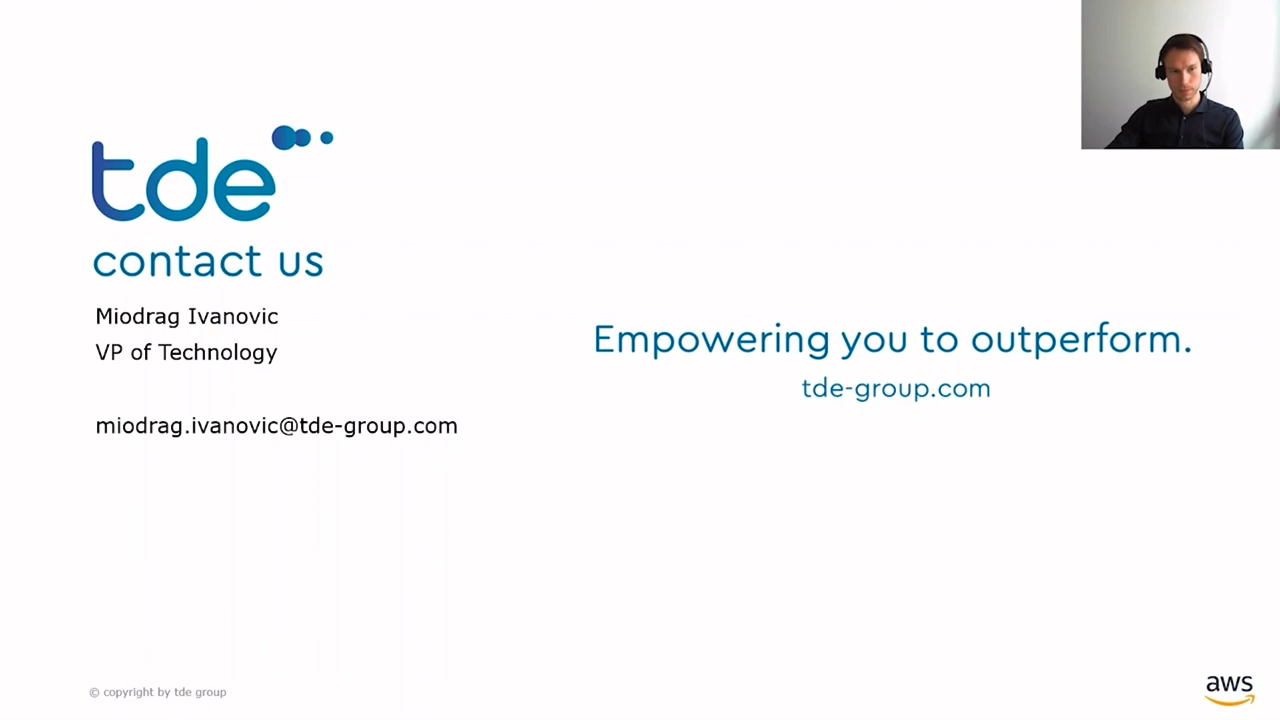 tde
contact us
Miodrag Ivanovic
VP of Technology
miodrag.ivanovic@tde-group.com
Empowering you to outperform.
tde-group.com
© copyright by tde group
aws